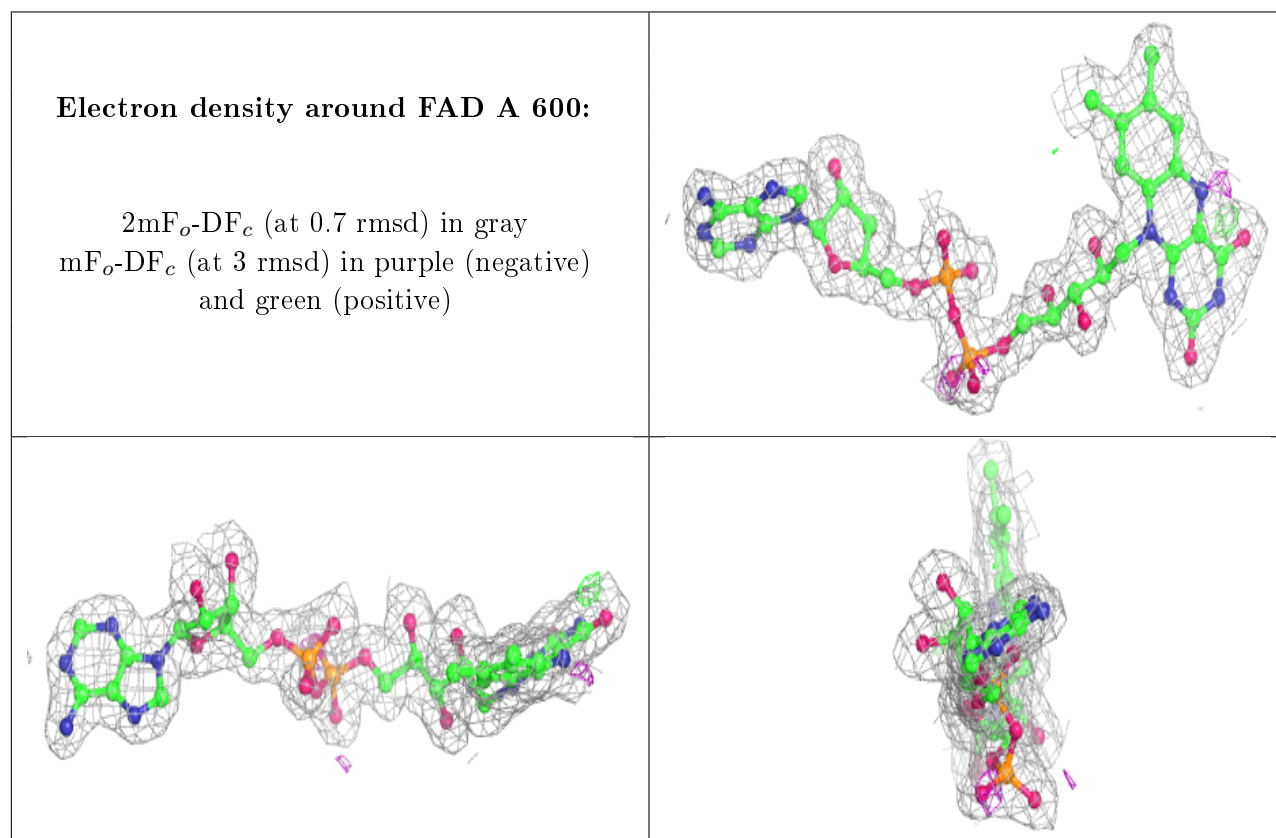 Electron density around FAD A 600:
2mFₒ-DF𝒸 (at 0.7 rmsd) in gray
mFₒ-DF𝒸 (at 3 rmsd) in purple (negative)
and green (positive)